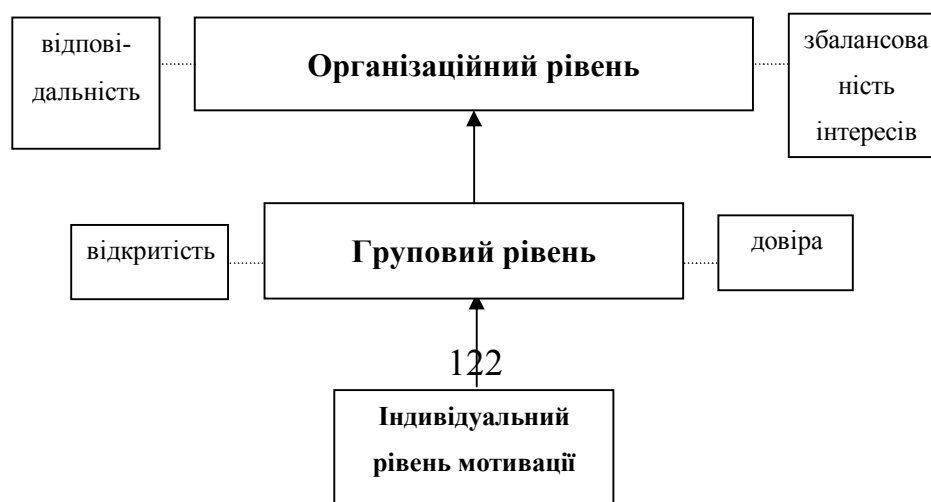 відпові-
дальність
Організаційний рівень
збалансова
ність
інтересів
відкритість
Груповий рівень
довіра
122
Індивідуальний
рівень мотивації